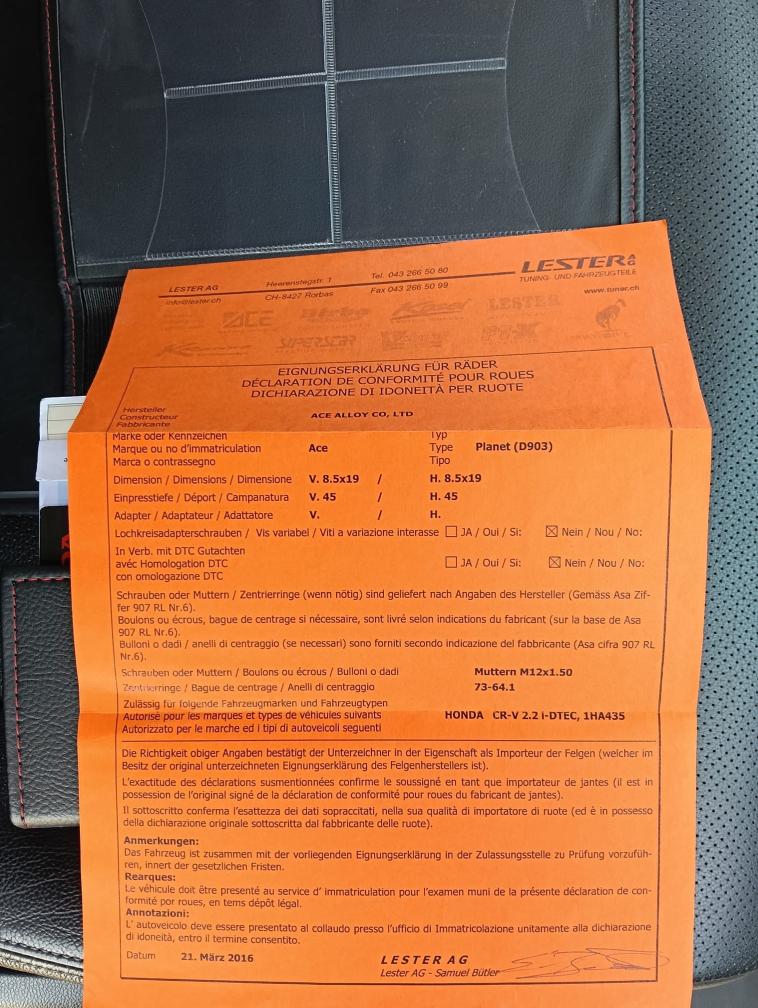 LESTER AG
Heerenstegstr. 1
Tel. 043 266 50 80
LESTER AG
TUNING- UND FAHRZEUGTEILE
info@lester.ch
CH-8427 Rorbas
Fax 043 266 50 99
www.tuner.ch
ACE
LESTER
SUPERSCAR
EIGNUNGSERKLÄRUNG FÜR RÄDER
DÉCLARATION DE CONFORMITÉ POUR ROUES
DICHIARAZIONE DI IDONEITÀ PER RUOTE
Hersteller
Constructeur
Fabbricante
ACE ALLOY CO, LTD
Marke oder Kennzeichen Typ
Marque ou no d'immatriculation Ace Type Planet (D903)
Marca o contrassegno Tipo
Dimension / Dimensions / Dimensione V. 8.5x19 / H. 8.5x19
Einpresstiefe / Déport / Campanatura V. 45 / H. 45
Adapter / Adaptateur / Adattatore V. / H.
Lochkreisadapterschrauben / Vis variabel / Viti a variazione interasse ☐ JA / Oui / Si: ☒ Nein / Nou / No:
In Verb. mit DTC Gutachten
avéc Homologation DTC ☐ JA / Oui / Si: ☒ Nein / Nou / No:
con omologazione DTC
Schrauben oder Muttern / Zentrierringe (wenn nötig) sind geliefert nach Angaben des Hersteller (Gemäss Asa Zif-
fer 907 RL Nr.6).
Boulons ou écrous, bague de centrage si nécessaire, sont livré selon indications du fabricant (sur la base de Asa
907 RL Nr.6).
Bulloni o dadi / anelli di centraggio (se necessari) sono forniti secondo indicazione del fabbricante (Asa cifra 907 RL
Nr.6).
Schrauben oder Muttern / Boulons ou écrous / Bulloni o dadi Muttern M12x1.50
Zentrierringe / Bague de centrage / Anelli di centraggio 73-64.1
Zulässig für folgende Fahrzeugmarken und Fahrzeugtypen
Autorisé pour les marques et types de véhicules suivants HONDA CR-V 2.2 i-DTEC, 1HA435
Autorizzato per le marche ed i tipi di autoveicoli seguenti
Die Richtigkeit obiger Angaben bestätigt der Unterzeichner in der Eigenschaft als Importeur der Felgen (welcher im
Besitz der original unterzeichneten Eignungserklärung des Felgenherstellers ist).
L'exactitude des déclarations susmentionnées confirme le soussigné en tant que importateur de jantes (il est in
possession de l'original signé de la déclaration de conformité pour roues du fabricant de jantes).
Il sottoscritto conferma l'esattezza dei dati sopraccitati, nella sua qualità di importatore di ruote (ed é in possesso
della dichiarazione originale sottoscritta dal fabbricante delle ruote).
Anmerkungen:
Das Fahrzeug ist zusammen mit der vorliegenden Eignungserklärung in der Zulassungsstelle zu Prüfung vorzufüh-
ren, innert der gesetzlichen Fristen.
Rearques:
Le véhicule doit être presenté au service d' immatriculation pour l'examen muni de la présente déclaration de con-
formité por roues, en tems dépôt légal.
Annotazioni:
L' autoveicolo deve essere presentato al collaudo presso l'ufficio di Immatricolazione unitamente alla dichiarazione
di idoneità, entro il termine consentito.
Datum 21. März 2016 LESTER AG
Lester AG - Samuel Bütler